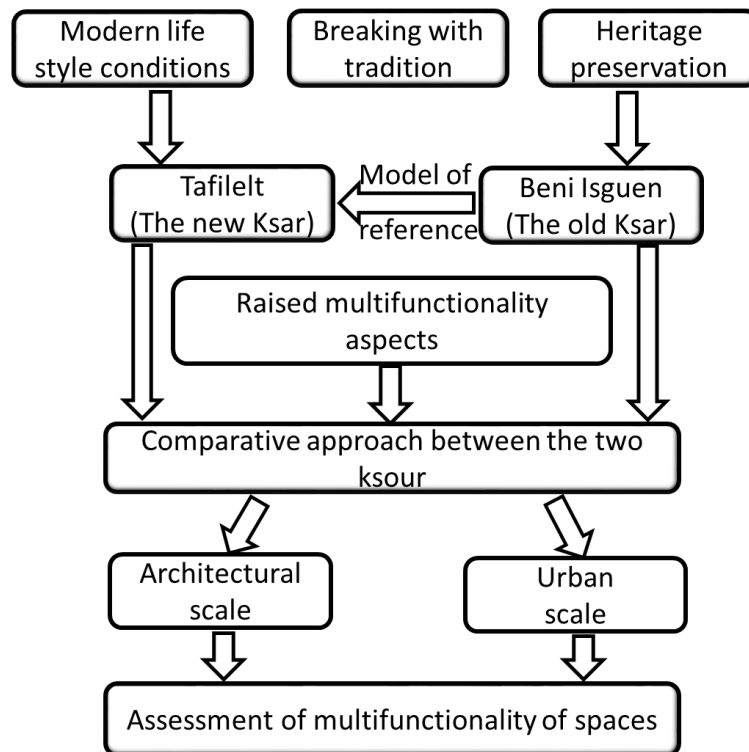 Modern life
style conditions
Breaking with
tradition
Heritage
preservation
Tafilelt
(The new Ksar)
Model of
reference
Beni Isguen
(The old Ksar)
Raised multifunctionality
aspects
Comparative approach between the two
ksour
Architectural
scale
Urban
scale
Assessment of multifunctionality of spaces